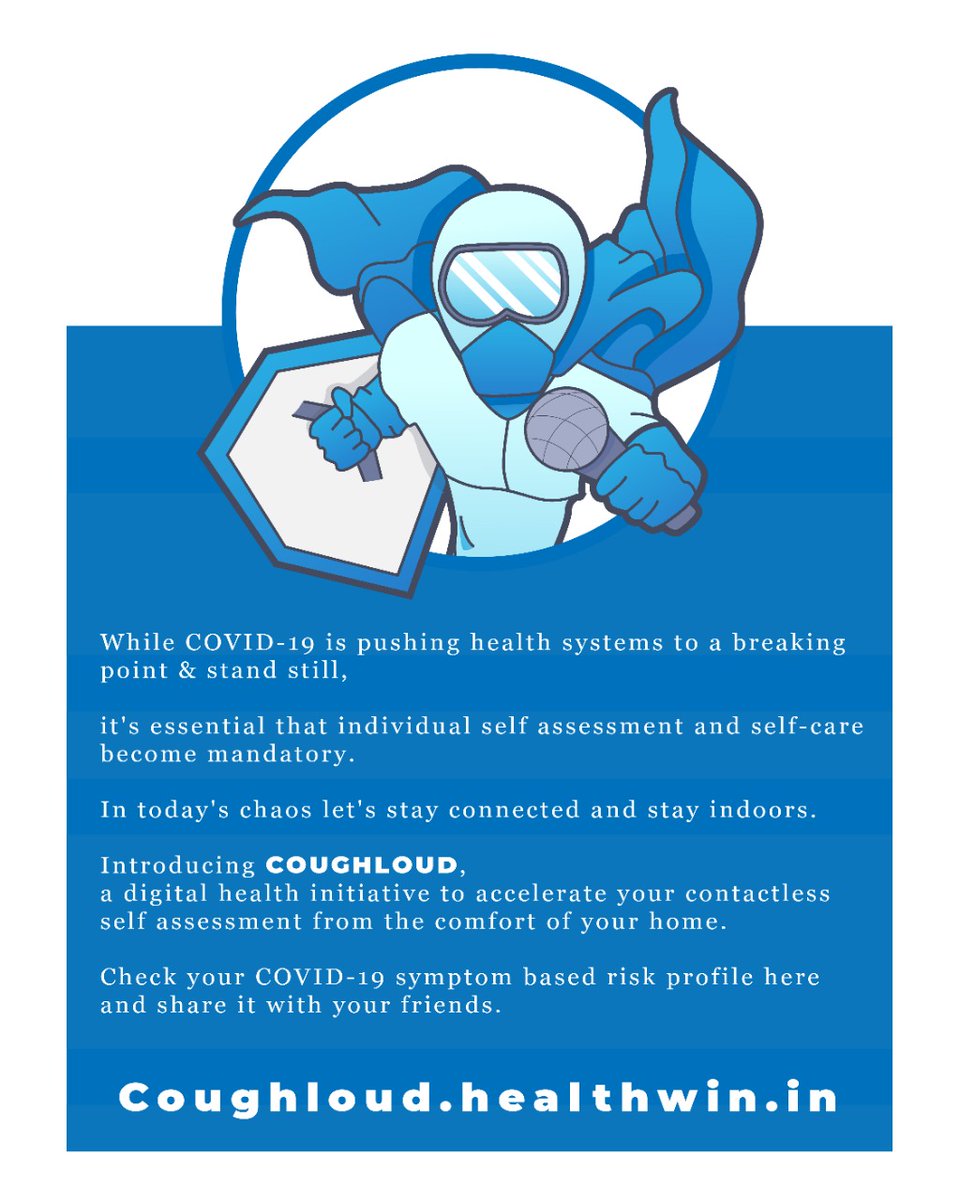 While COVID-19 is pushing health systems to a breaking
point & stand still,
it's essential that individual self assessment and self-care
become mandatory.
In today's chaos let's stay connected and stay indoors.
Introducing COUGHLOUD,
a digital health initiative to accelerate your contactless
self assessment from the comfort of your home.
Check your COVID-19 symptom based risk profile here
and share it with your friends.
Coughloud.healthwin.in